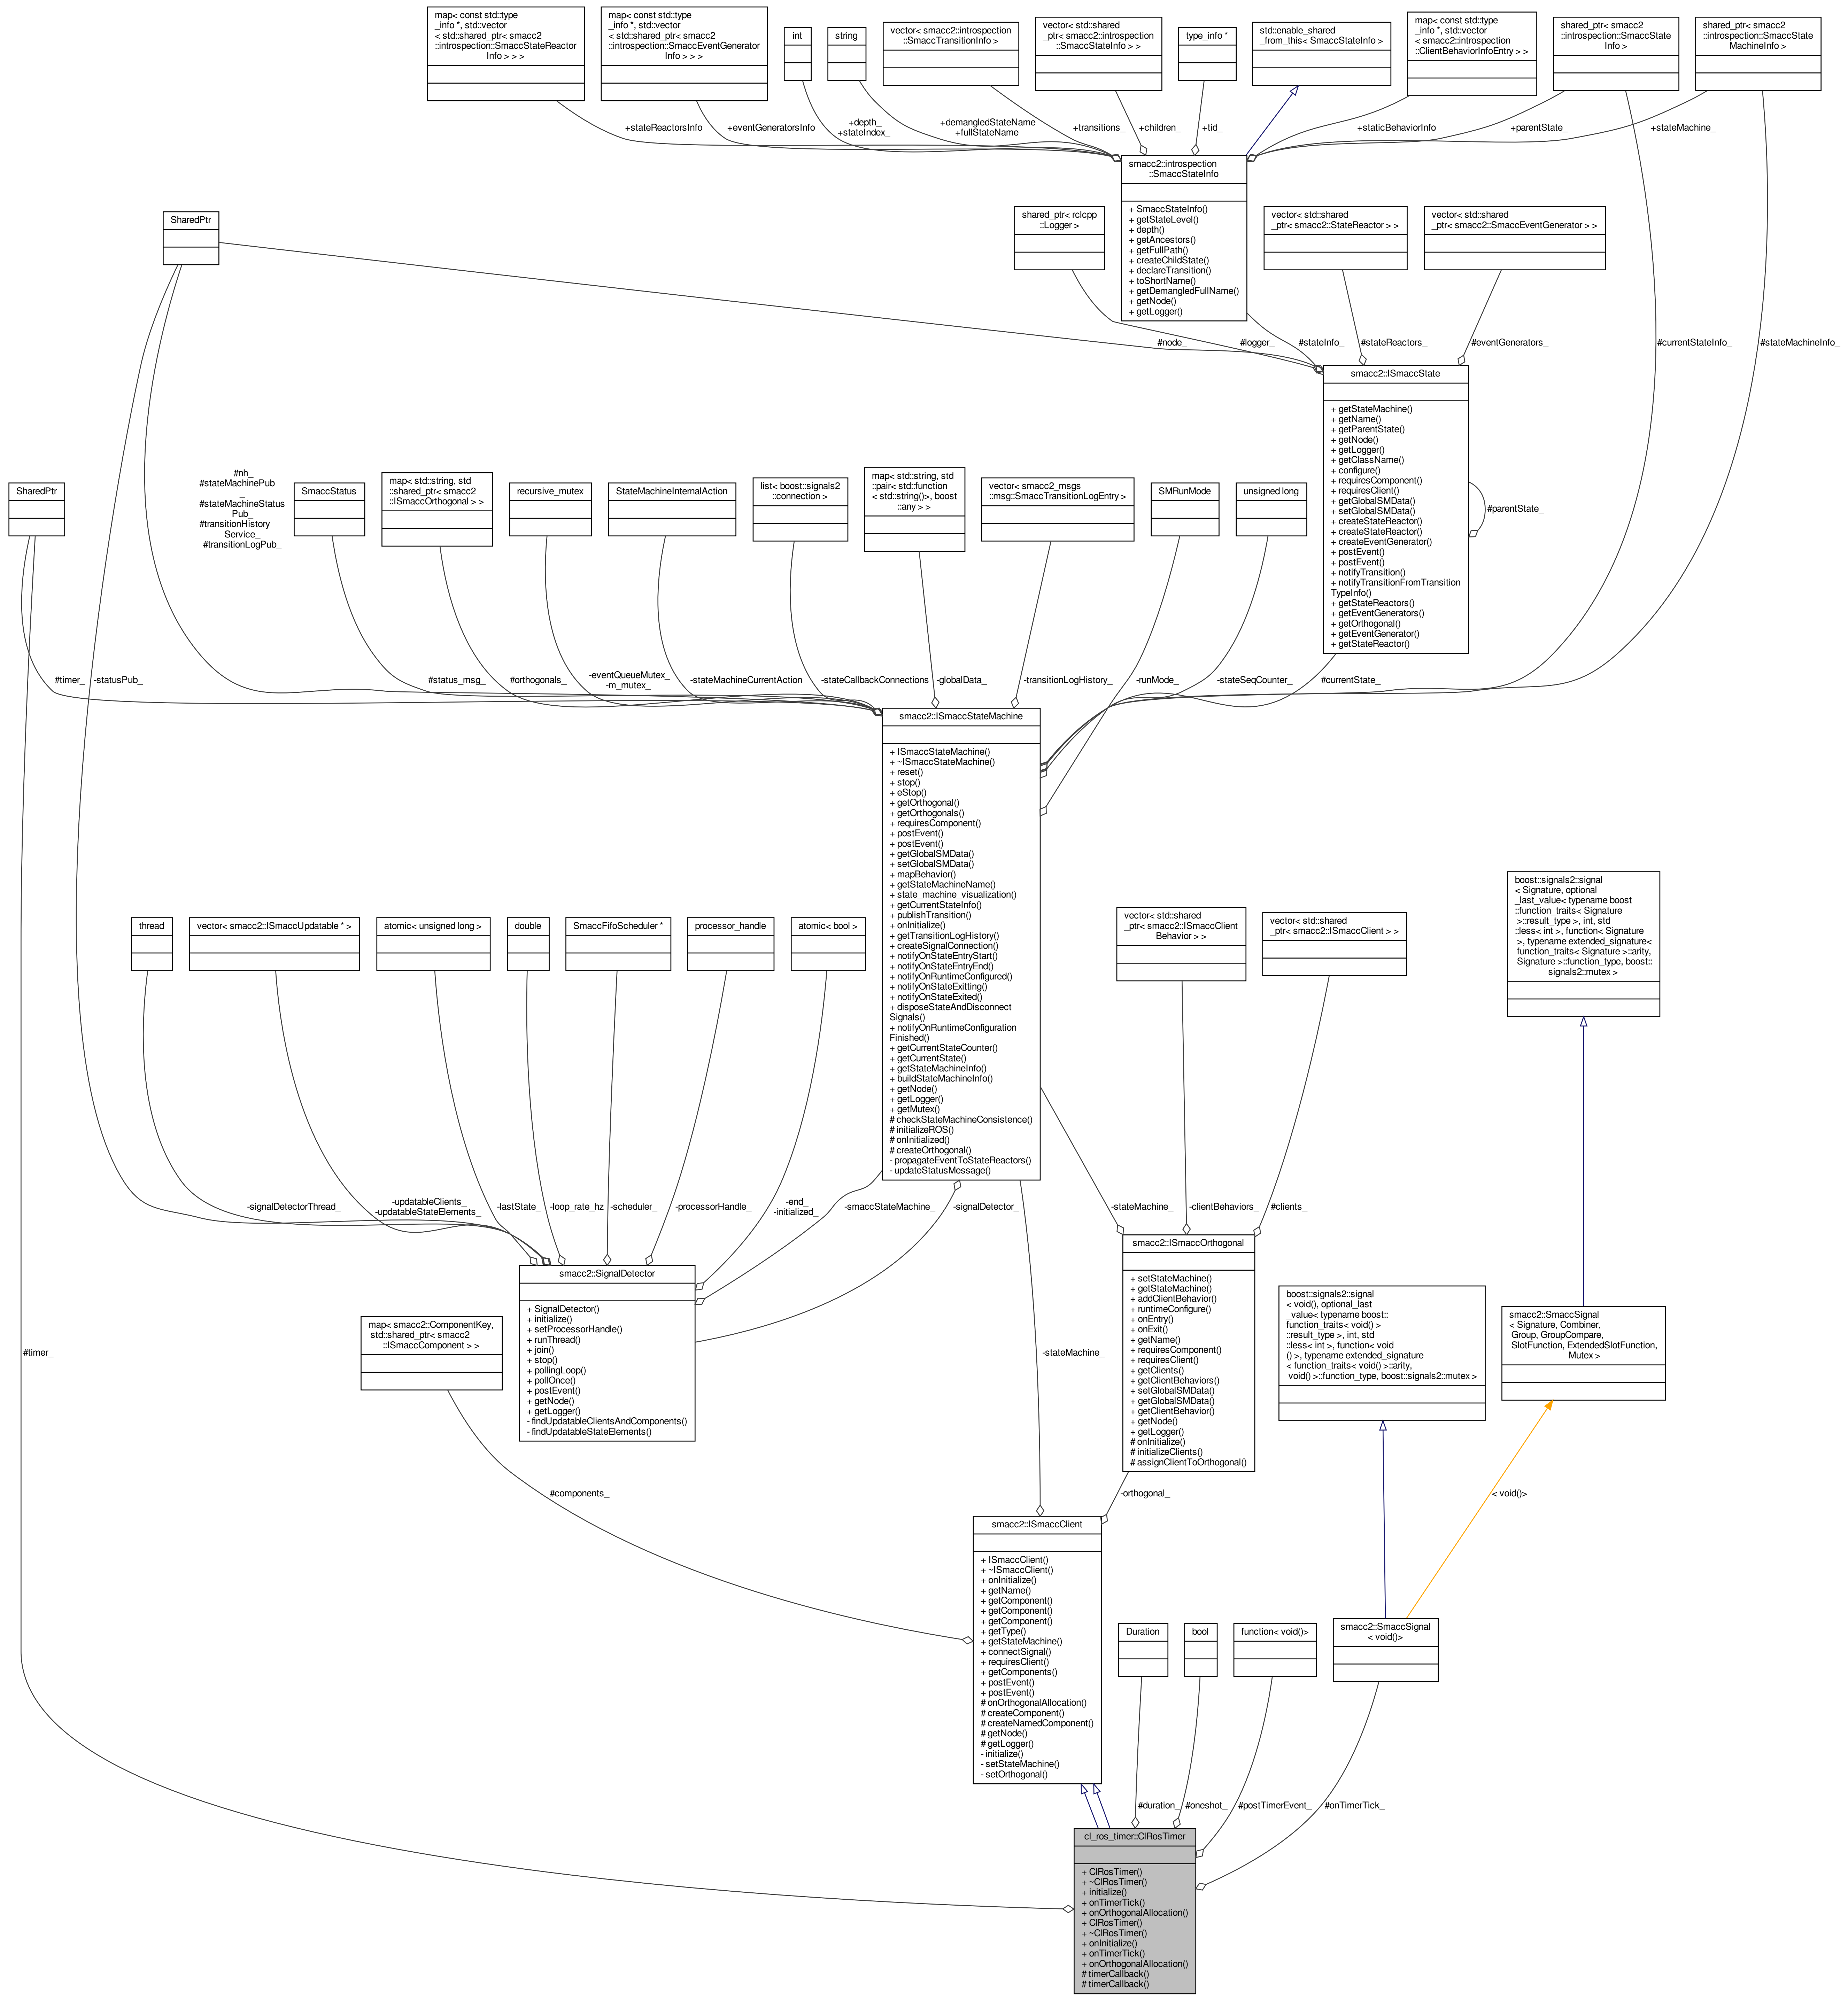 map< const std::type
_info *, std::vector
< std::shared_ptr< smacc2
::introspection::SmaccStateReactor
Info > > >
map< const std::type
_info *, std::vector
< std::shared_ptr< smacc2
::introspection::SmaccEventGenerator
Info > > >
int
string
vector< smacc2::introspection
::SmaccTransitionInfo >
vector< std::shared
_ptr< smacc2::introspection
::SmaccStateInfo > >
type_info *
std::enable_shared
_from_this< SmaccStateInfo >
map< const std::type
_info *, std::vector
< smacc2::introspection
::ClientBehaviorInfoEntry > >
shared_ptr< smacc2
::introspection::SmaccState
Info >
shared_ptr< smacc2
::introspection::SmaccState
MachineInfo >
+stateReactorsInfo
+eventGeneratorsInfo
+depth_
+stateIndex_
+demangledStateName
+fullStateName
+transitions_
+children_
+tid_
+staticBehaviorInfo
+parentState_
+stateMachine_
smacc2::introspection
::SmaccStateInfo
+ SmaccStateInfo()
+ getStateLevel()
+ depth()
+ getAncestors()
+ getFullPath()
+ createChildState()
+ declareTransition()
+ toShortName()
+ getDemangledFullName()
+ getNode()
+ getLogger()
SharedPtr
shared_ptr< rclcpp
::Logger >
vector< std::shared
_ptr< smacc2::StateReactor > >
vector< std::shared
_ptr< smacc2::SmaccEventGenerator > >
#node_
#logger_
#stateInfo_
#stateReactors_
#eventGenerators_
#currentStateInfo_
#stateMachineInfo_
smacc2::ISmaccState
+ getStateMachine()
+ getName()
+ getParentState()
+ getNode()
+ getLogger()
+ getClassName()
+ configure()
+ requiresComponent()
+ requiresClient()
+ getGlobalSMData()
+ setGlobalSMData()
+ createStateReactor()
+ createStateReactor()
+ createEventGenerator()
+ postEvent()
+ postEvent()
+ notifyTransition()
+ notifyTransitionFromTransition
TypeInfo()
+ getStateReactors()
+ getEventGenerators()
+ getOrthogonal()
+ getEventGenerator()
+ getStateReactor()
#parentState_
SharedPtr
#nh_
#stateMachinePub
_
#stateMachineStatus
Pub_
#transitionHistory
Service_
#transitionLogPub_
SmaccStatus
map< std::string, std
::shared_ptr< smacc2
::ISmaccOrthogonal > >
recursive_mutex
StateMachineInternalAction
list< boost::signals2
::connection >
map< std::string, std
::pair< std::function
< std::string()>, boost
::any > >
vector< smacc2_msgs
::msg::SmaccTransitionLogEntry >
SMRunMode
unsigned long
#timer_
-statusPub_
#status_msg_
#orthogonals_
-eventQueueMutex_
-m_mutex_
-stateMachineCurrentAction
-stateCallbackConnections
-globalData_
-transitionLogHistory_
-runMode_
-stateSeqCounter_
#currentState_
smacc2::ISmaccStateMachine
+ ISmaccStateMachine()
+ ~ISmaccStateMachine()
+ reset()
+ stop()
+ eStop()
+ getOrthogonal()
+ getOrthogonals()
+ requiresComponent()
+ postEvent()
+ postEvent()
+ getGlobalSMData()
+ setGlobalSMData()
+ mapBehavior()
+ getStateMachineName()
+ state_machine_visualization()
+ getCurrentStateInfo()
+ publishTransition()
+ onInitialize()
+ getTransitionLogHistory()
+ createSignalConnection()
+ notifyOnStateEntryStart()
+ notifyOnStateEntryEnd()
+ notifyOnRuntimeConfigured()
+ notifyOnStateExitting()
+ notifyOnStateExited()
+ disposeStateAndDisconnect
Signals()
+ notifyOnRuntimeConfiguration
Finished()
+ getCurrentStateCounter()
+ getCurrentState()
+ getStateMachineInfo()
+ buildStateMachineInfo()
+ getNode()
+ getLogger()
+ getMutex()
# checkStateMachineConsistence()
# initializeROS()
# onInitialized()
# createOrthogonal()
- propagateEventToStateReactors()
- updateStatusMessage()
thread
vector< smacc2::ISmaccUpdatable * >
atomic< unsigned long >
double
SmaccFifoScheduler *
processor_handle
atomic< bool >
vector< std::shared
_ptr< smacc2::ISmaccClient
Behavior > >
vector< std::shared
_ptr< smacc2::ISmaccClient > >
boost::signals2::signal
< Signature, optional
_last_value< typename boost
::function_traits< Signature
>::result_type >, int, std
::less< int >, function< Signature
>, typename extended_signature<
function_traits< Signature >::arity,
Signature >::function_type, boost::
signals2::mutex >
-signalDetectorThread_
-updatableClients_
-updatableStateElements_
-lastState_
-loop_rate_hz
-scheduler_
-processorHandle_
-end_
-initialized_
-smaccStateMachine_
-signalDetector_
-stateMachine_
-clientBehaviors_
#clients_
smacc2::SignalDetector
+ SignalDetector()
+ initialize()
+ setProcessorHandle()
+ runThread()
+ join()
+ stop()
+ pollingLoop()
+ pollOnce()
+ postEvent()
+ getNode()
+ getLogger()
- findUpdatableClientsAndComponents()
- findUpdatableStateElements()
smacc2::ISmaccOrthogonal
+ setStateMachine()
+ getStateMachine()
+ addClientBehavior()
+ runtimeConfigure()
+ onEntry()
+ onExit()
+ getName()
+ requiresComponent()
+ requiresClient()
+ getClients()
+ getClientBehaviors()
+ setGlobalSMData()
+ getGlobalSMData()
+ getClientBehavior()
+ getNode()
+ getLogger()
# onInitialize()
# initializeClients()
# assignClientToOrthogonal()
boost::signals2::signal
< void(), optional_last
_value< typename boost::
function_traits< void() >
::result_type >, int, std
::less< int >, function< void
() >, typename extended_signature
< function_traits< void() >::arity,
void() >::function_type, boost::signals2::mutex >
smacc2::SmaccSignal
< Signature, Combiner,
Group, GroupCompare,
SlotFunction, ExtendedSlotFunction,
Mutex >
map< smacc2::ComponentKey,
std::shared_ptr< smacc2
::ISmaccComponent > >
#timer_
-stateMachine_
#components_
-orthogonal_
< void()>
smacc2::ISmaccClient
+ ISmaccClient()
+ ~ISmaccClient()
+ onInitialize()
+ getName()
+ getComponent()
+ getComponent()
+ getComponent()
+ getType()
+ getStateMachine()
+ connectSignal()
+ requiresClient()
+ getComponents()
+ postEvent()
+ postEvent()
# onOrthogonalAllocation()
# createComponent()
# createNamedComponent()
# getNode()
# getLogger()
- initialize()
- setStateMachine()
- setOrthogonal()
Duration
bool
function< void()>
smacc2::SmaccSignal
< void()>
#duration_
#oneshot_
#postTimerEvent_
#onTimerTick_
cl_ros_timer::ClRosTimer
+ ClRosTimer()
+ ~ClRosTimer()
+ initialize()
+ onTimerTick()
+ onOrthogonalAllocation()
+ ClRosTimer()
+ ~ClRosTimer()
+ onInitialize()
+ onTimerTick()
+ onOrthogonalAllocation()
# timerCallback()
# timerCallback()